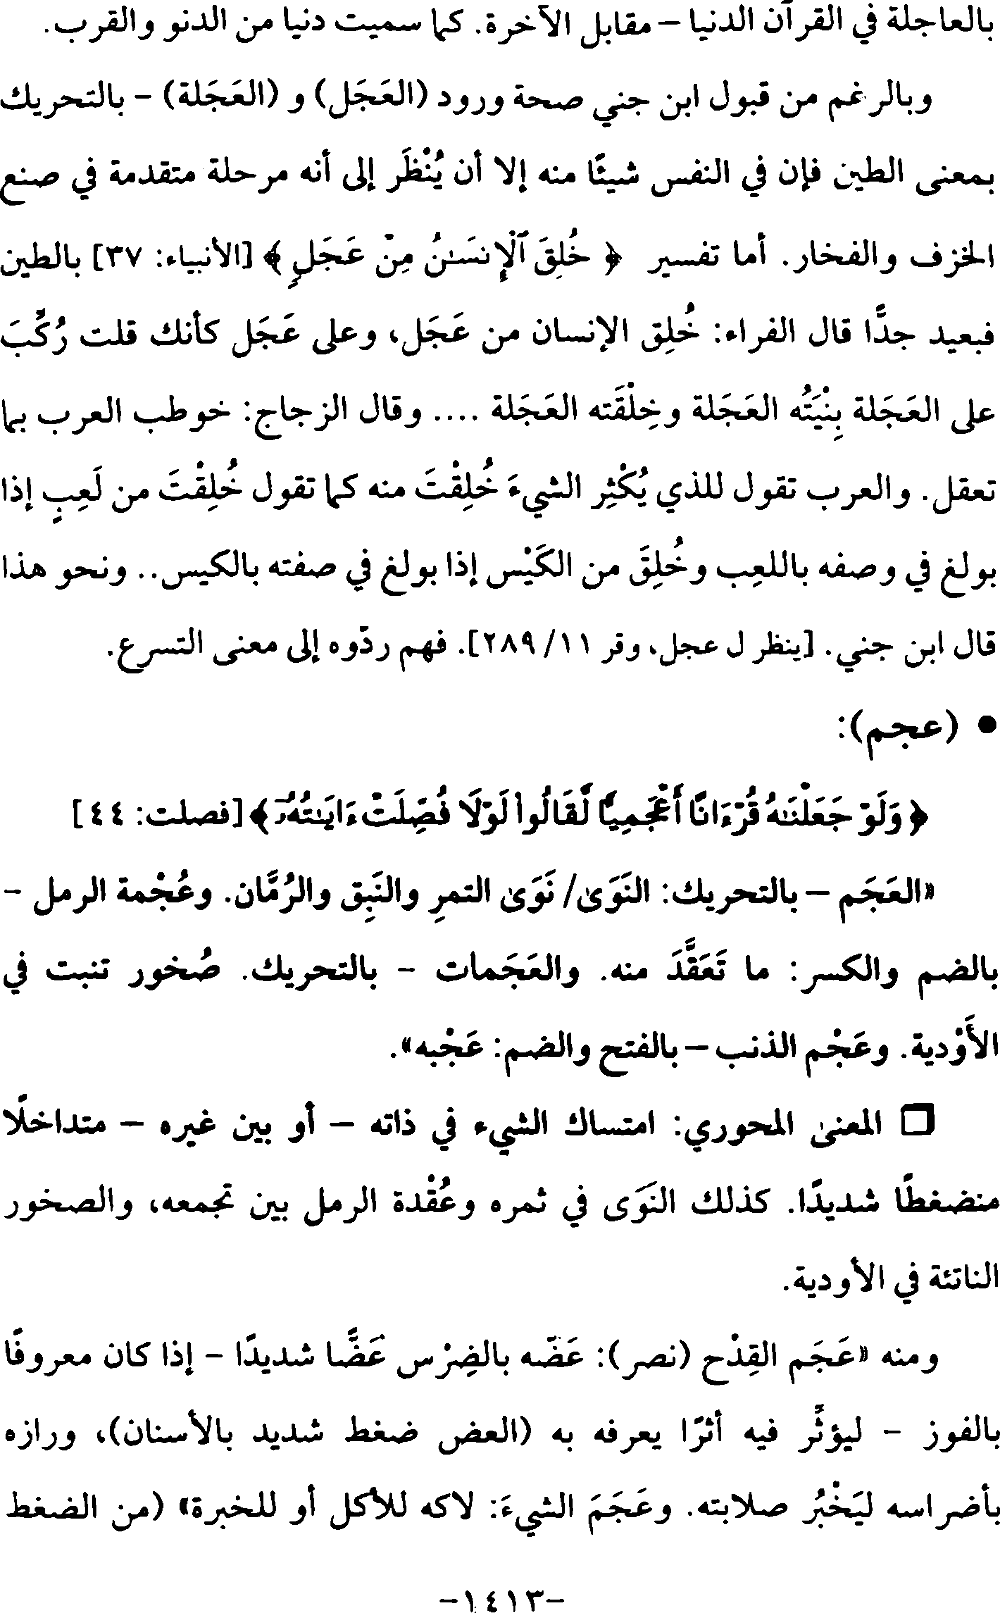 بالعاجلة في القرآن الدنيا – مقابل الآخرة. كما سميت دنيا من الدنو والقرب.
وبالرغم من قبول ابن جني صحة ورود (العَجَل) و (العَجَلة) – بالتحريك
بمعنى الطين فإن في النفس شيئًا منه إلا أن يُنْظَر إلى أنه مرحلة متقدمة في صنع
الخزف والفخار. أما تفسير ﴿ خُلِقَ ٱلْإِنسَـٰنُ مِنْ عَجَلٍ ﴾ [الأنبياء: ٣٧] بالطين
فبعيد جدًّا قال الفراء: خُلِق الإنسان من عَجَل، وعلى عَجَل كأنك قلت رُكِّبَ
على العَجَلة بِنْيَتُه العَجَلة وخِلْقَته العَجَلة .... وقال الزجاج: خوطب العرب بما
تعقل. والعرب تقول للذي يُكْثِر الشيءَ خُلِقْتَ منه كما تقول خُلِقْتَ من لَعِبٍ إذا
بولغ في وصفه باللعِب وخُلِقَ من الكَيْس إذا بولغ في صفته بالكيس.. ونحو هذا
قال ابن جني. [ينظر ل عجل، وقر ١١/ ٢٨٩]. فهم ردّوه إلى معنى التسرع.
● (عجم):
﴿ وَلَوْ جَعَلْنَـٰهُ قُرْءَانًا أَعْجَمِيًّا لَّقَالُوا۟ لَوْلَا فُصِّلَتْ ءَايَـٰتُهُۥٓ ﴾ [فصلت: ٤٤]
«العَجَم – بالتحريك: النَوَىٰ/ نَوَىٰ التمرِ والنَبِق والرُمَّان. وعُجْمة الرمل –
بالضم والكسر: ما تَعَقَّدَ منه. والعَجَمات – بالتحريك. صُخور تنبت في
الأَوْدية. وعَجْم الذنب – بالفتح والضم: عَجْبه».
❒ المعنىٰ المحوري: امتساك الشيء في ذاته – أو بين غيره – متداخلًا
منضغطًا شديدًا. كذلك النَوَى في ثمره وعُقْدة الرمل بين تجمعه، والصخور
الناتئة في الأودية.
ومنه «عَجَم القِدْح (نصر): عَضّه بالضِرْس عَضًّا شديدًا – إذا كان معروفًا
بالفوز – ليؤثِّر فيه أثرًا يعرفه به (العض ضغط شديد بالأسنان)، ورازه
بأضراسه ليَخْبُر صلابته. وعَجَمَ الشيءَ: لاكه للأكل أو للخبرة» (من الضغط
-١٤١٣-